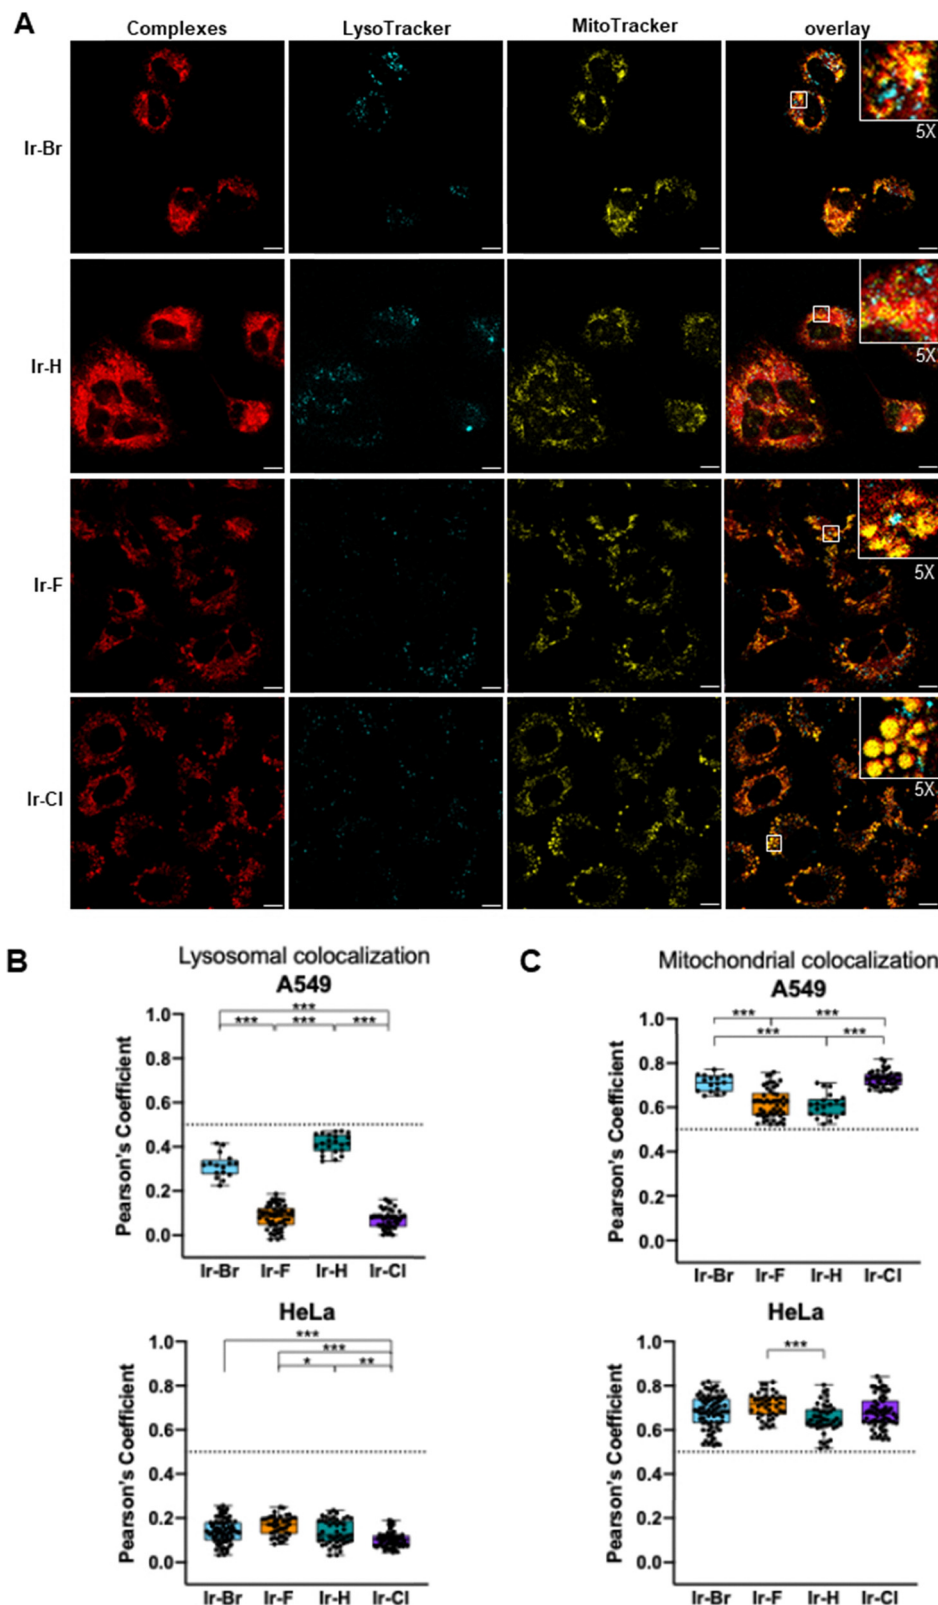 A
Complexes LysoTracker MitoTracker overlay
Ir-Br
5X
Ir-H
5X
Ir-F
5X
Ir-Cl
5X
B
Lysosomal colocalization
A549
***
*** *** ***
Pearson's Coefficient
1.0
0.8
0.6
0.4
0.2
0.0
Ir-Br Ir-F Ir-H Ir-Cl
HeLa
***
***
* **
Pearson's Coefficient
1.0
0.8
0.6
0.4
0.2
0.0
Ir-Br Ir-F Ir-H Ir-Cl
C
Mitochondrial colocalization
A549
*** ***
*** ***
Pearson's Coefficient
1.0
0.8
0.6
0.4
0.2
0.0
Ir-Br Ir-F Ir-H Ir-Cl
HeLa
***
Pearson's Coefficient
1.0
0.8
0.6
0.4
0.2
0.0
Ir-Br Ir-F Ir-H Ir-Cl